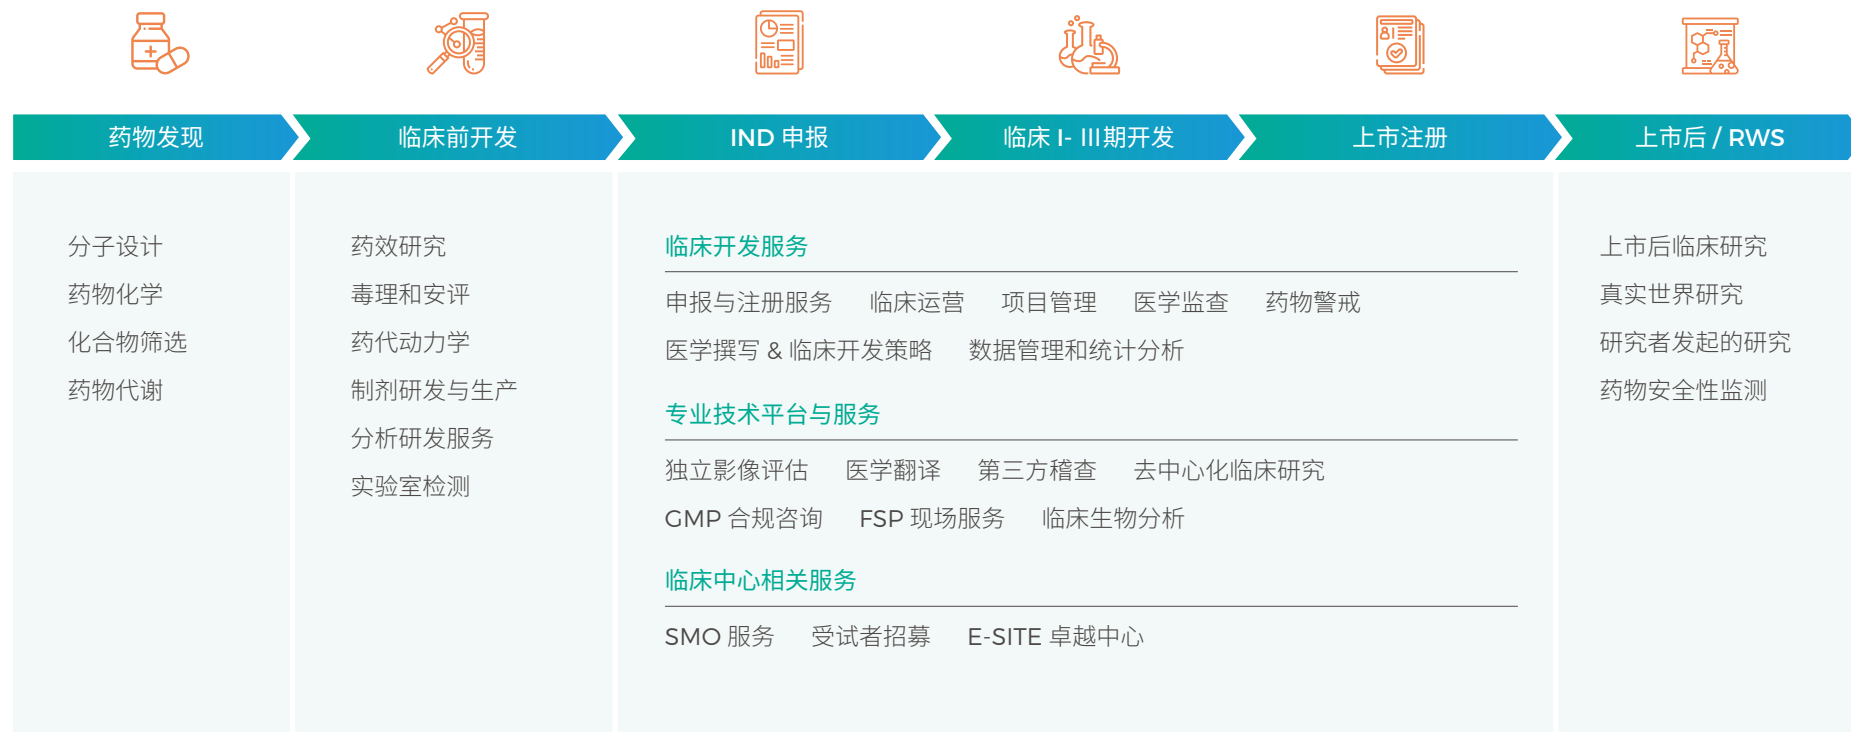 药物发现
临床前开发
IND 申报
临床 I- III期开发
上市注册
上市后 / RWS
分子设计
药物化学
化合物筛选
药物代谢
药效研究
毒理和安评
药代动力学
制剂研发与生产
分析研发服务
实验室检测
临床开发服务
申报与注册服务 临床运营 项目管理 医学监查 药物警戒
医学撰写 & 临床开发策略 数据管理和统计分析
专业技术平台与服务
独立影像评估 医学翻译 第三方稽查 去中心化临床研究
GMP 合规咨询 FSP 现场服务 临床生物分析
临床中心相关服务
SMO 服务 受试者招募 E-SITE 卓越中心
上市后临床研究
真实世界研究
研究者发起的研究
药物安全性监测